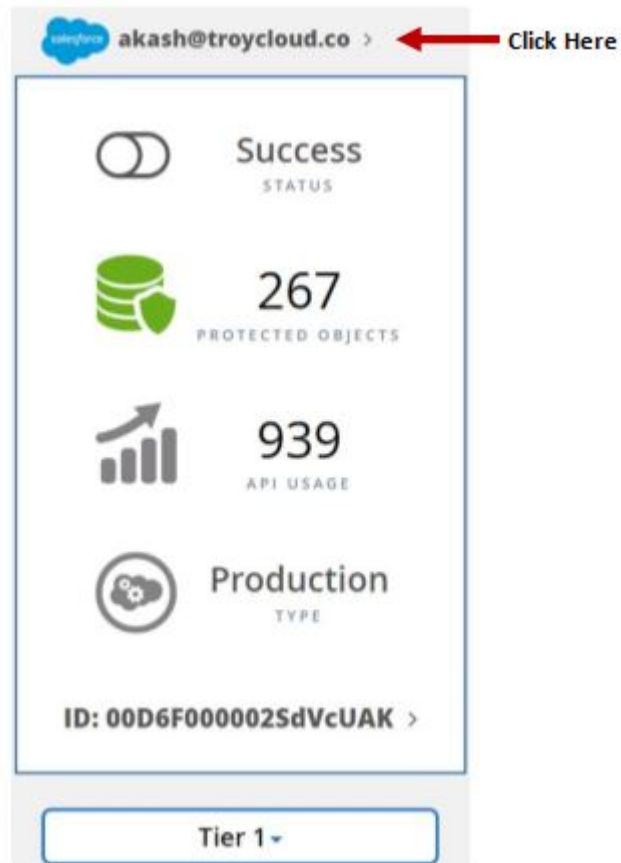 salesforce akash@troycloud.co > Click Here
Success
STATUS
267
PROTECTED OBJECTS
939
API USAGE
Production
TYPE
ID: 00D6F000002SdVcUAK >
Tier 1